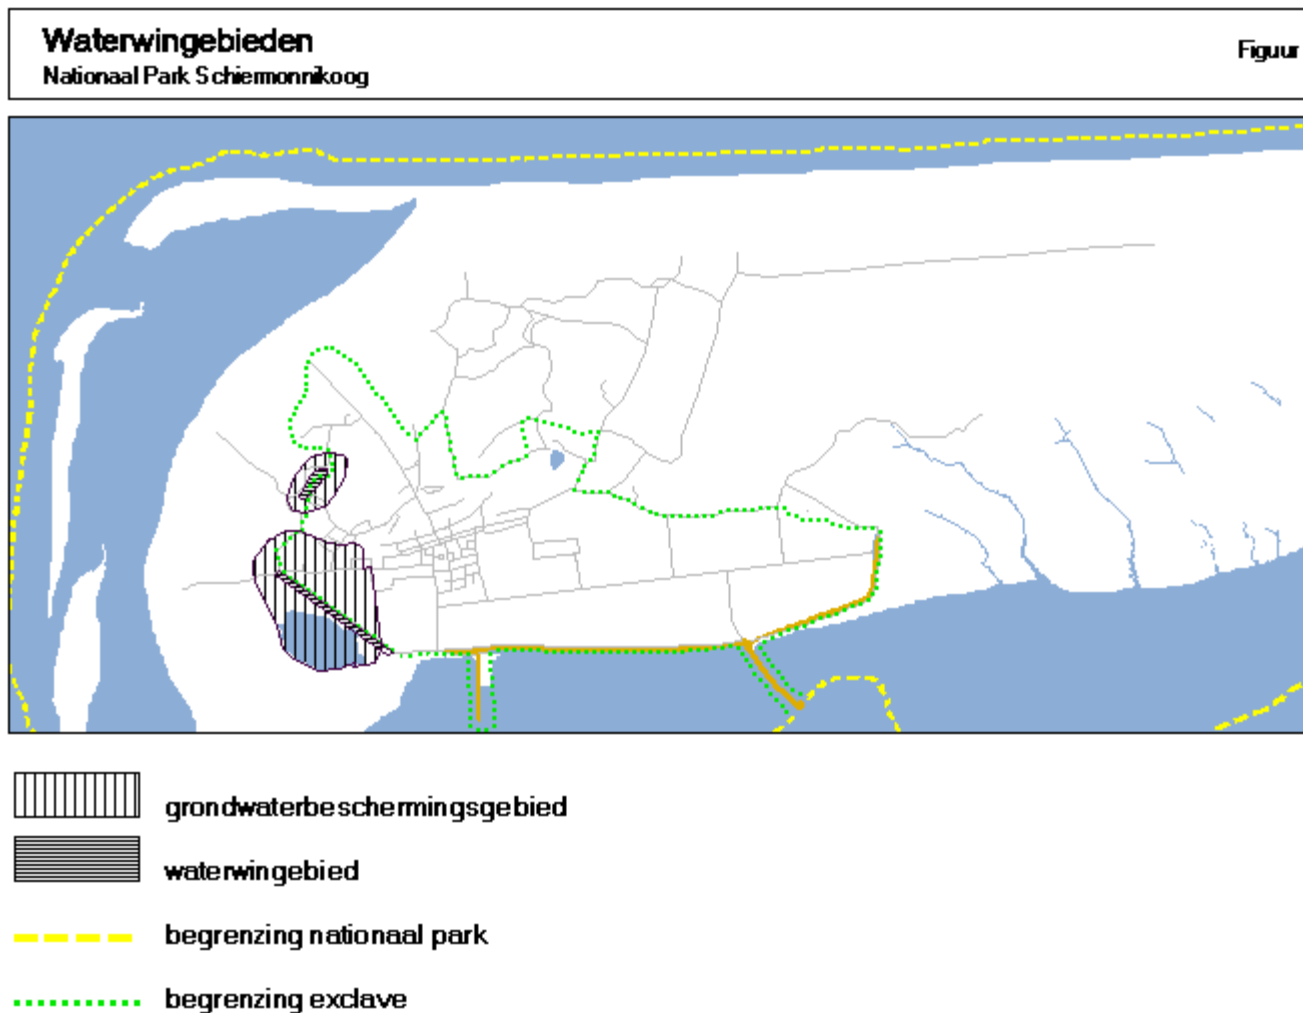 Waterwingebieden
Nationaal Park Schiermonnikoog
Figuur
grondwaterbeschermingsgebied
waterwingebied
begrenzing nationaal park
begrenzing exclave